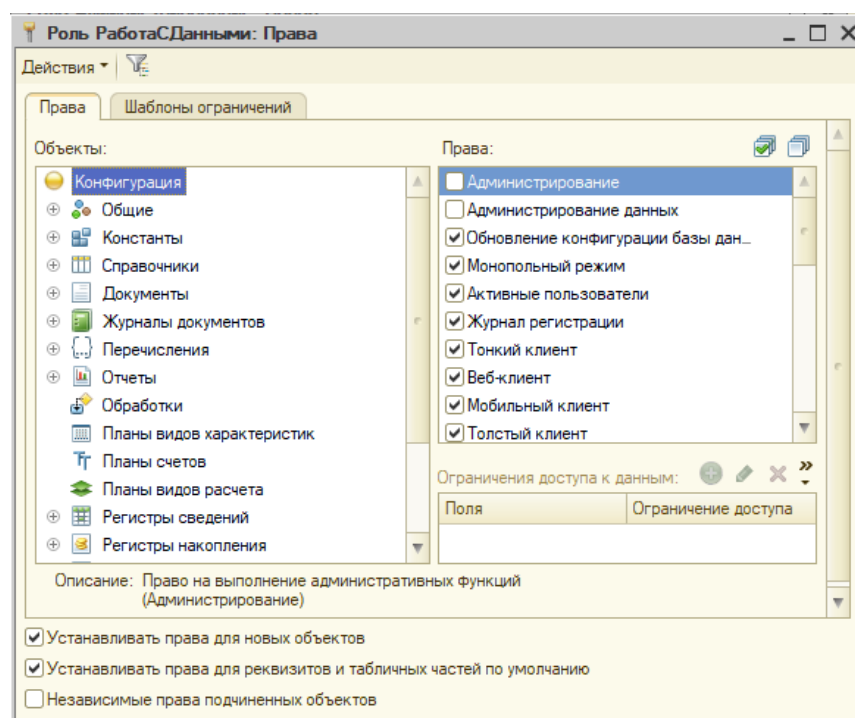 Роль РаботаСДанными: Права
Действия
Права
Шаблоны ограничений
Объекты:
Конфигурация
Общие
Константы
Справочники
Документы
Журналы документов
Перечисления
Отчеты
Обработки
Планы видов характеристик
Планы счетов
Планы видов расчета
Регистры сведений
Регистры накопления
Права:
Администрирование
Администрирование данных
Обновление конфигурации базы дан...
Монопольный режим
Активные пользователи
Журнал регистрации
Тонкий клиент
Веб-клиент
Мобильный клиент
Толстый клиент
Ограничения доступа к данным:
Поля
Ограничение доступа
Описание: Право на выполнение административных функций
(Администрирование)
Устанавливать права для новых объектов
Устанавливать права для реквизитов и табличных частей по умолчанию
Независимые права подчиненных объектов